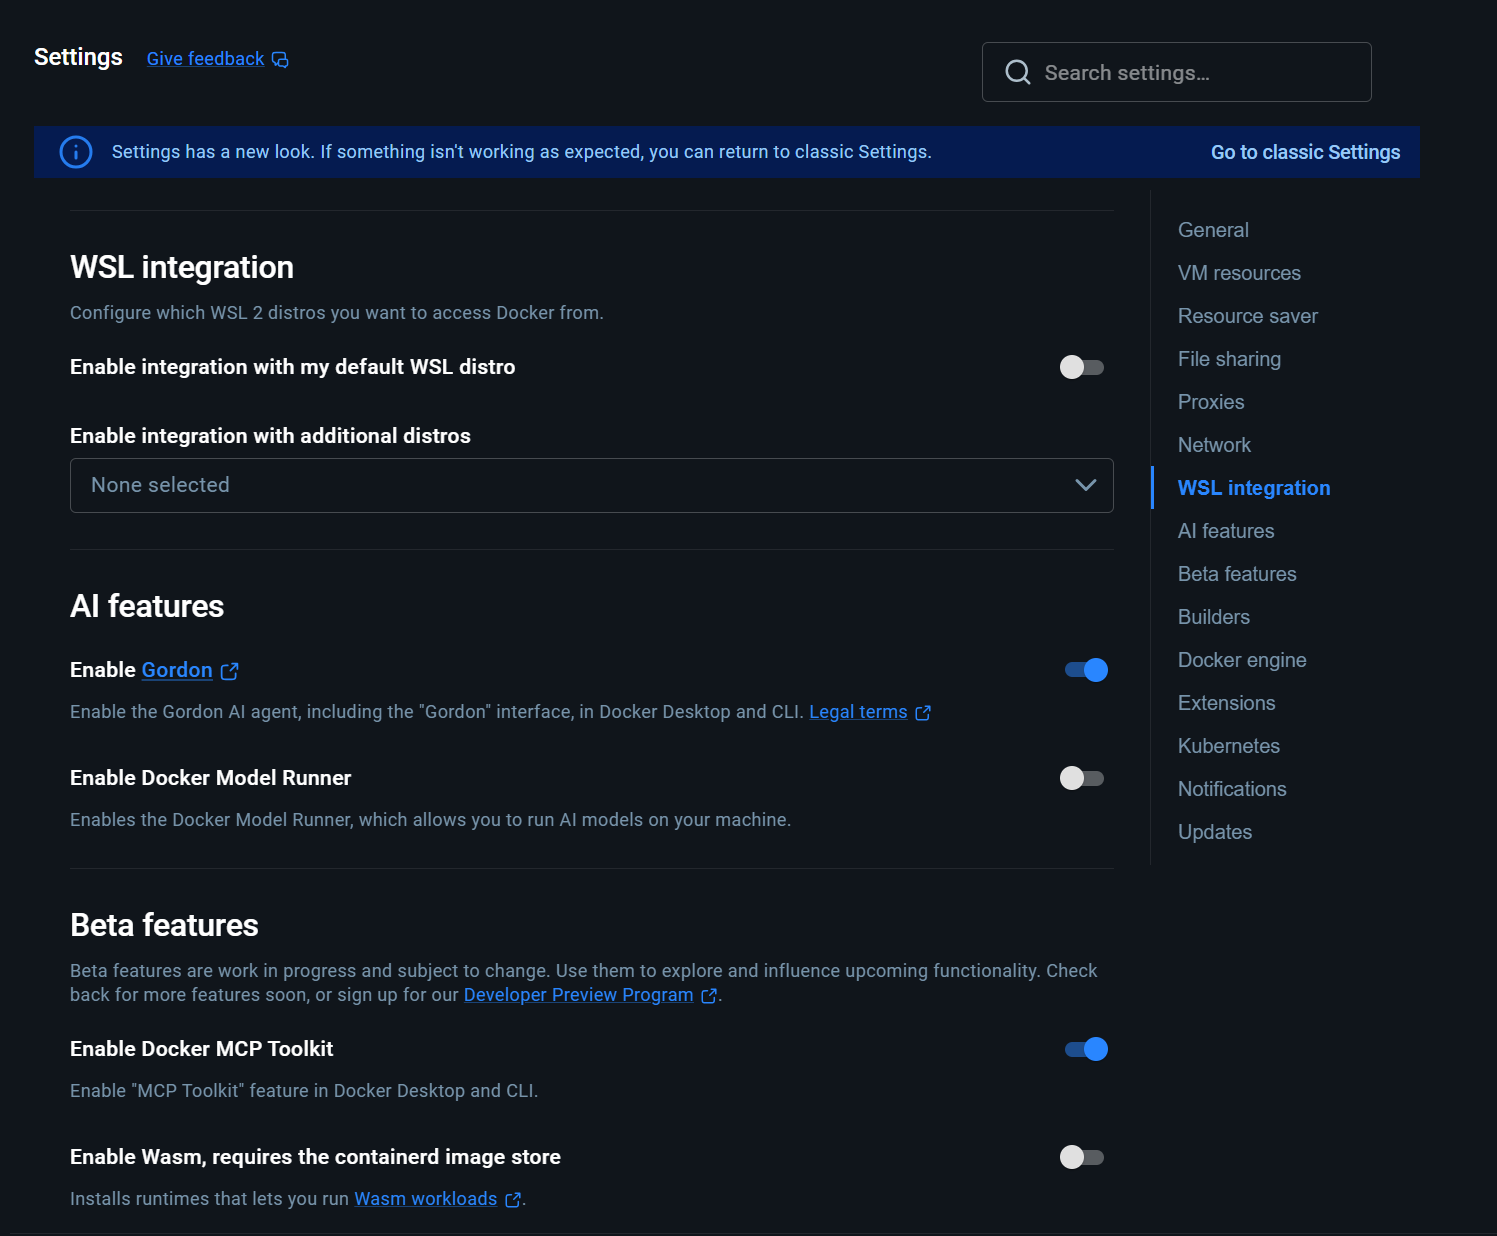 Settings
Give feedback
Search settings...
Settings has a new look. If something isn't working as expected, you can return to classic Settings.
Go to classic Settings
WSL integration
Configure which WSL 2 distros you want to access Docker from.
Enable integration with my default WSL distro
Enable integration with additional distros
None selected
AI features
Enable Gordon
Enable the Gordon AI agent, including the "Gordon" interface, in Docker Desktop and CLI. Legal terms
Enable Docker Model Runner
Enables the Docker Model Runner, which allows you to run AI models on your machine.
Beta features
Beta features are work in progress and subject to change. Use them to explore and influence upcoming functionality. Check
back for more features soon, or sign up for our Developer Preview Program.
Enable Docker MCP Toolkit
Enable "MCP Toolkit" feature in Docker Desktop and CLI.
Enable Wasm, requires the containerd image store
Installs runtimes that lets you run Wasm workloads.
General
VM resources
Resource saver
File sharing
Proxies
Network
WSL integration
AI features
Beta features
Builders
Docker engine
Extensions
Kubernetes
Notifications
Updates